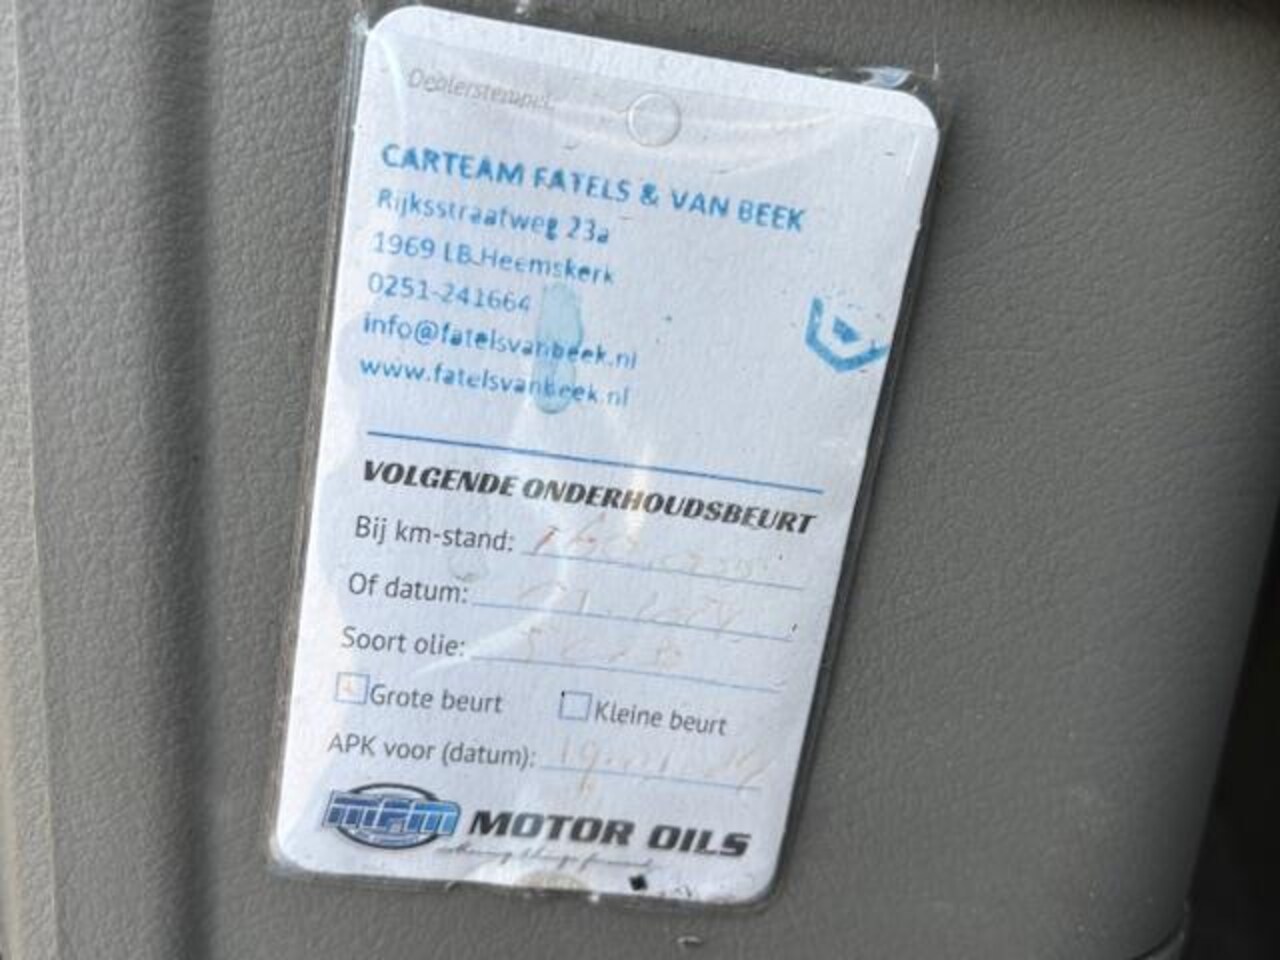 Dealerstempel:
CARTEAM FATELS & VAN BEEK
Rijksstraatweg 23a
1969 LB Heemskerk
0251-241664
info@fatelsvanbeek.nl
www.fatelsvanbeek.nl
VOLGENDE ONDERHOUDSBEURT
Bij km-stand:
Of datum:
Soort olie:
Grote beurt Kleine beurt
APK voor (datum):
MPM MOTOR OILS